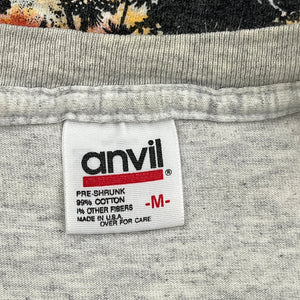 anvil®
PRE-SHRUNK
99% COTTON
1% OTHER FIBERS
MADE IN U.S.A.
OVER FOR CARE
-M-